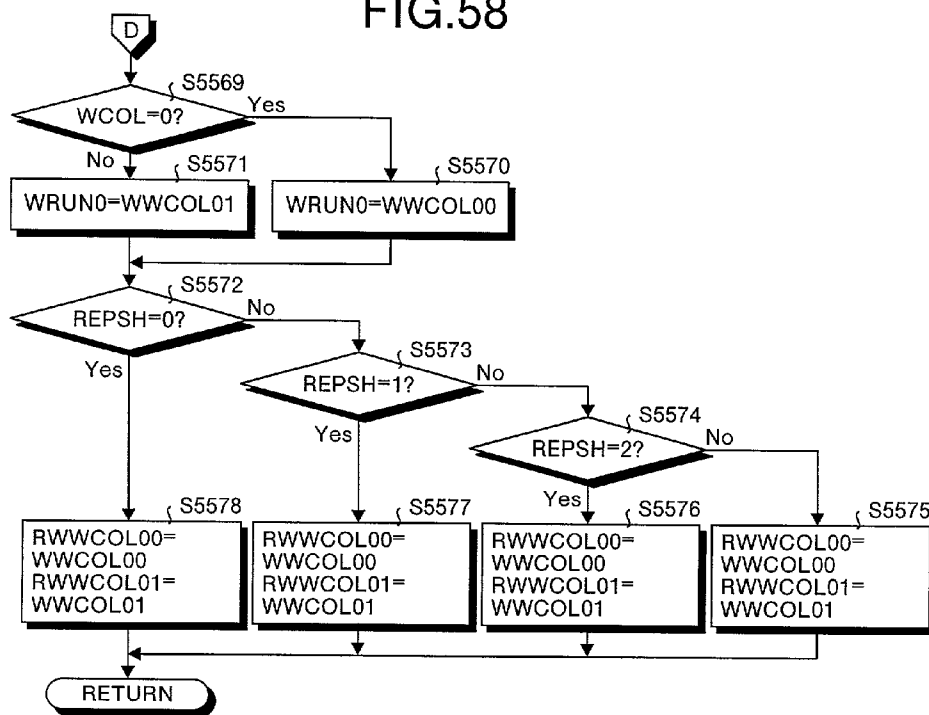 FIG.58
D
S5569
WCOL=0?
Yes
No
S5571
S5570
WRUN0=WWCOL01
WRUN0=WWCOL00
S5572
REPSH=0?
No
Yes
S5573
REPSH=1?
No
Yes
S5574
REPSH=2?
No
Yes
S5578
RWWCOL00=
WWCOL00
RWWCOL01=
WWCOL01
S5577
RWWCOL00=
WWCOL00
RWWCOL01=
WWCOL01
S5576
RWWCOL00=
WWCOL00
RWWCOL01=
WWCOL01
S5575
RWWCOL00=
WWCOL00
RWWCOL01=
WWCOL01
RETURN